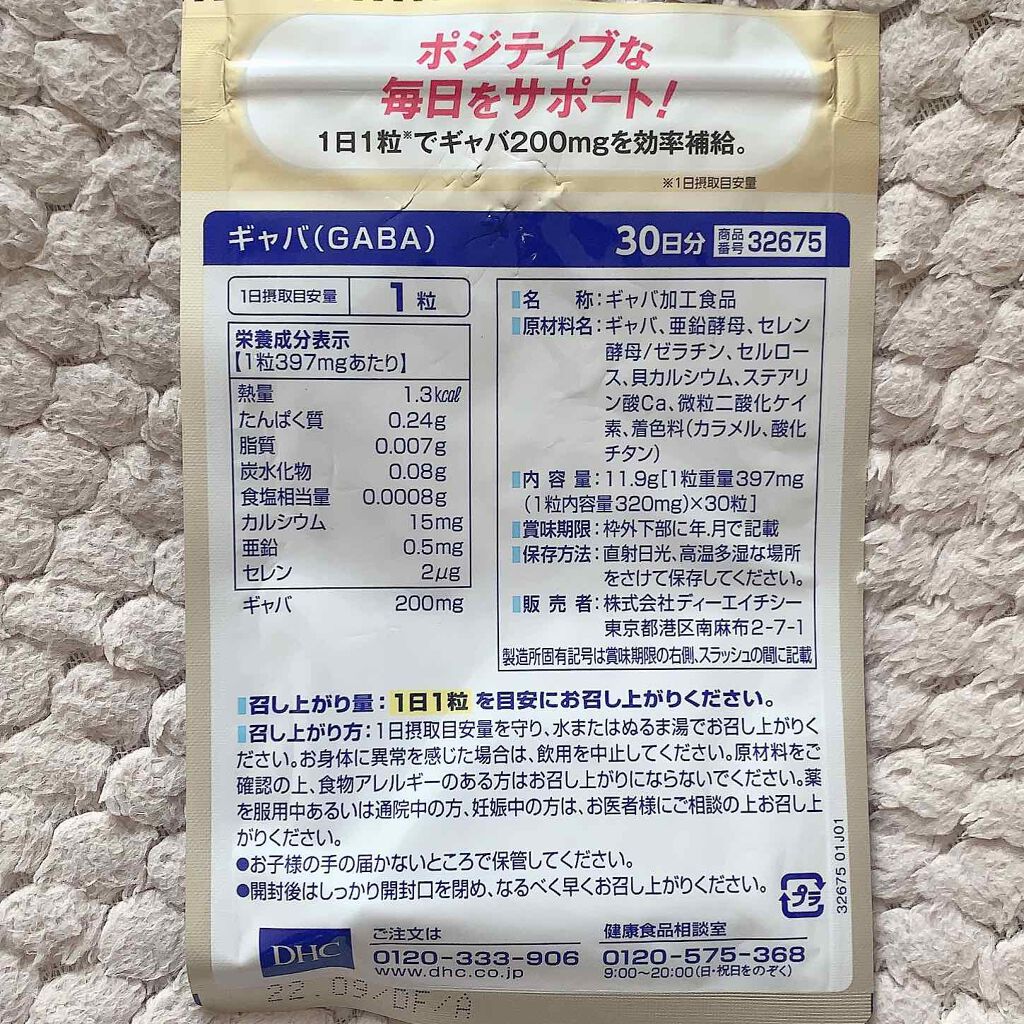 ポジティブな
毎日をサポート!
1日1粒※でギャバ200mgを効率補給。
※1日摂取目安量
ギャバ(GABA)
30日分 商品番号 32675
1日摂取目安量 1粒
栄養成分表示
【1粒397mgあたり】
熱量 1.3kcal
たんぱく質 0.24g
脂質 0.007g
炭水化物 0.08g
食塩相当量 0.0008g
カルシウム 15mg
亜鉛 0.5mg
セレン 2μg
ギャバ 200mg
名 称:ギャバ加工食品
原材料名:ギャバ、亜鉛酵母、セレン
酵母/ゼラチン、セルロー
ス、貝カルシウム、ステアリ
ン酸Ca、微粒二酸化ケイ
素、着色料(カラメル、酸化
チタン)
内 容 量:11.9g[1粒重量397mg
(1粒内容量320mg)×30粒]
賞味期限:枠外下部に年.月で記載
保存方法:直射日光、高温多湿な場所
をさけて保存してください。
販 売 者:株式会社ディーエイチシー
東京都港区南麻布2-7-1
製造所固有記号は賞味期限の右側、スラッシュの間に記載
召し上がり量:1日1粒を目安にお召し上がりください。
召し上がり方:1日摂取目安量を守り、水またはぬるま湯でお召し上がりく
ださい。お身体に異常を感じた場合は、飲用を中止してください。原材料をご
確認の上、食物アレルギーのある方はお召し上がりにならないでください。薬
を服用中あるいは通院中の方、妊娠中の方は、お医者様にご相談の上お召し上
がりください。
●お子様の手の届かないところで保管してください。
●開封後はしっかり開封口を閉め、なるべく早くお召し上がりください。
プラ
32675 01J01
DHC
ご注文は
0120-333-906
www.dhc.co.jp
健康食品相談室
0120-575-368
9:00~20:00(日・祝日をのぞく)
22.09/DF/A